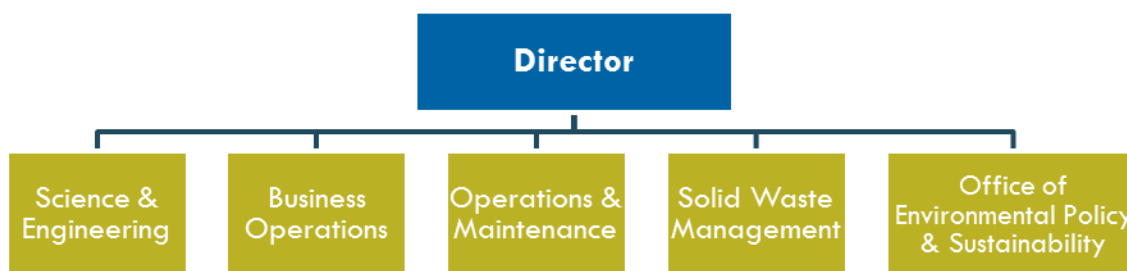 Director
Science &
Engineering
Business
Operations
Operations &
Maintenance
Solid Waste
Management
Office of
Environmental Policy
& Sustainability